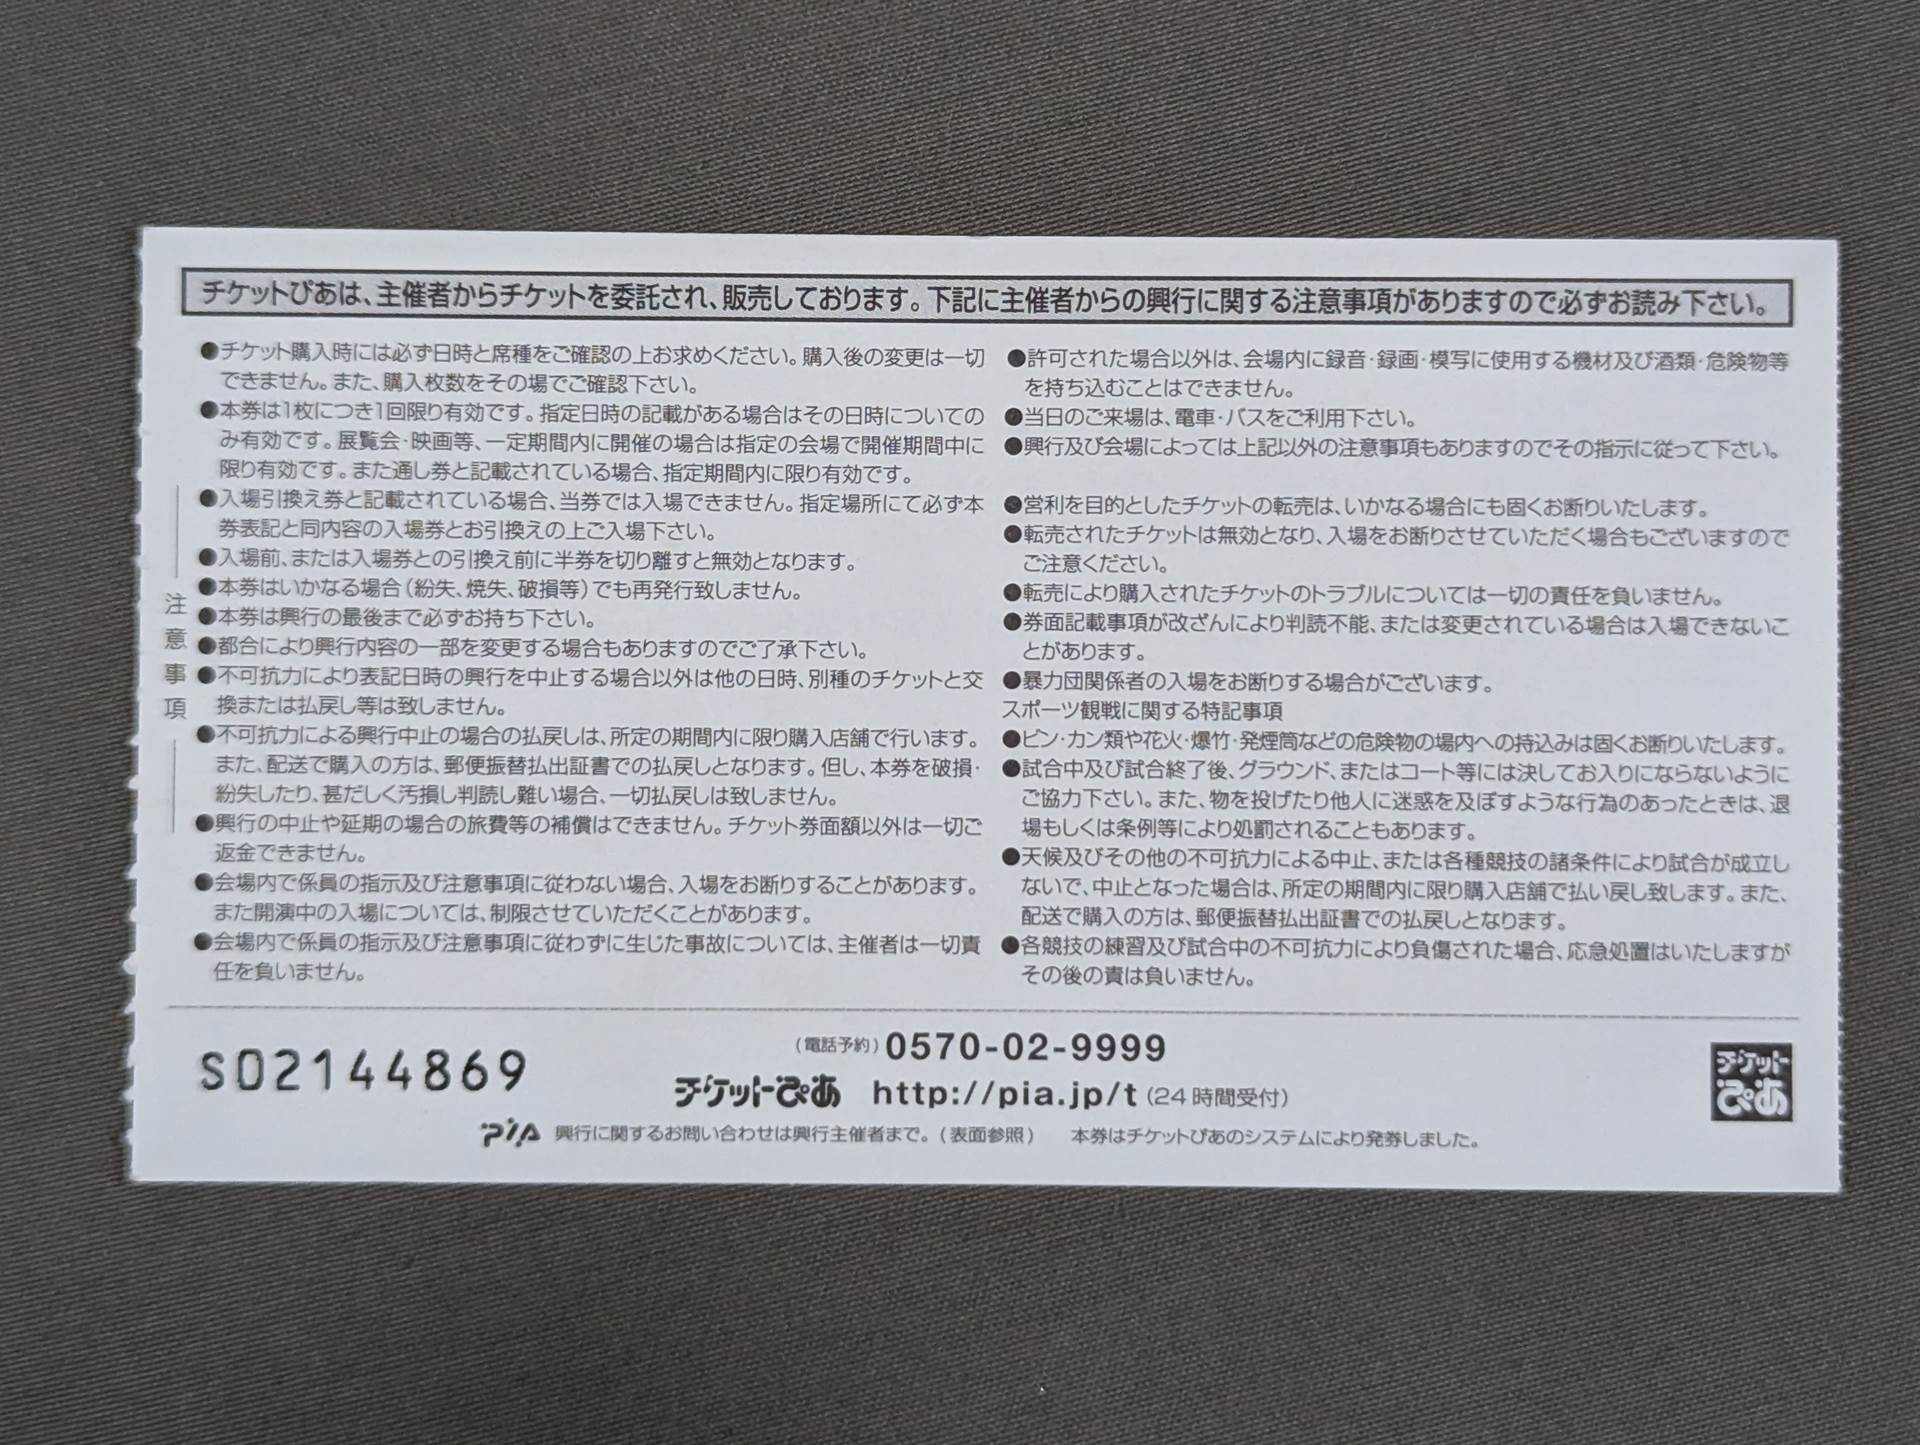 チケットぴあは、主催者からチケットを委託され、販売しております。下記に主催者からの興行に関する注意事項がありますので必ずお読み下さい。
注意事項
●チケット購入時には必ず日時と席種をご確認の上お求めください。購入後の変更は一切
できません。また、購入枚数をその場でご確認下さい。
●本券は1枚につき1回限り有効です。指定日時の記載がある場合はその日時についての
み有効です。展覧会・映画等、一定期間内に開催の場合は指定の会場で開催期間中に
限り有効です。また通し券と記載されている場合、指定期間内に限り有効です。
●入場引換え券と記載されている場合、当券では入場できません。指定場所にて必ず本
券表記と同内容の入場券とお引換えの上ご入場下さい。
●入場前、または入場券との引換え前に半券を切り離すと無効となります。
●本券はいかなる場合(紛失、焼失、破損等)でも再発行致しません。
●本券は興行の最後まで必ずお持ち下さい。
●都合により興行内容の一部を変更する場合もありますのでご了承下さい。
●不可抗力により表記日時の興行を中止する場合以外は他の日時、別種のチケットと交
換または払戻し等は致しません。
●不可抗力による興行中止の場合の払戻しは、所定の期間内に限り購入店舗で行います。
また、配送で購入の方は、郵便振替払出証書での払戻しとなります。但し、本券を破損・
紛失したり、甚だしく汚損し判読し難い場合、一切払戻しは致しません。
●興行の中止や延期の場合の旅費等の補償はできません。チケット券面額以外は一切ご
返金できません。
●会場内で係員の指示及び注意事項に従わない場合、入場をお断りすることがあります。
また開演中の入場については、制限させていただくことがあります。
●会場内で係員の指示及び注意事項に従わずに生じた事故については、主催者は一切責
任を負いません。
●許可された場合以外は、会場内に録音・録画・模写に使用する機材及び酒類・危険物等
を持ち込むことはできません。
●当日のご来場は、電車・バスをご利用下さい。
●興行及び会場によっては上記以外の注意事項もありますのでその指示に従って下さい。
●営利を目的としたチケットの転売は、いかなる場合にも固くお断りいたします。
●転売されたチケットは無効となり、入場をお断りさせていただく場合もございますので
ご注意ください。
●転売により購入されたチケットのトラブルについては一切の責任を負いません。
●券面記載事項が改ざんにより判読不能、または変更されている場合は入場できないこ
とがあります。
●暴力団関係者の入場をお断りする場合がございます。
スポーツ観戦に関する特記事項
●ビン・カン類や花火・爆竹・発煙筒などの危険物の場内への持込みは固くお断りいたします。
●試合中及び試合終了後、グラウンド、またはコート等には決してお入りにならないように
ご協力下さい。また、物を投げたり他人に迷惑を及ぼすような行為のあったときは、退
場もしくは条例等により処罰されることもあります。
●天候及びその他の不可抗力による中止、または各種競技の諸条件により試合が成立し
ないで、中止となった場合は、所定の期間内に限り購入店舗で払い戻し致します。また、
配送で購入の方は、郵便振替払出証書での払戻しとなります。
●各競技の練習及び試合中の不可抗力により負傷された場合、応急処置はいたしますが
その後の責は負いません。
S02144869
(電話予約)0570-02-9999
チケットぴあ http://pia.jp/t(24時間受付)
PIA 興行に関するお問い合わせは興行主催者まで。(表面参照) 本券はチケットぴあのシステムにより発券しました。
チケット
ぴあ